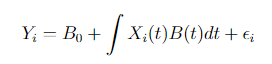 Y_i = B_0 + ∫ X_i(t)B(t)dt + ϵ_i